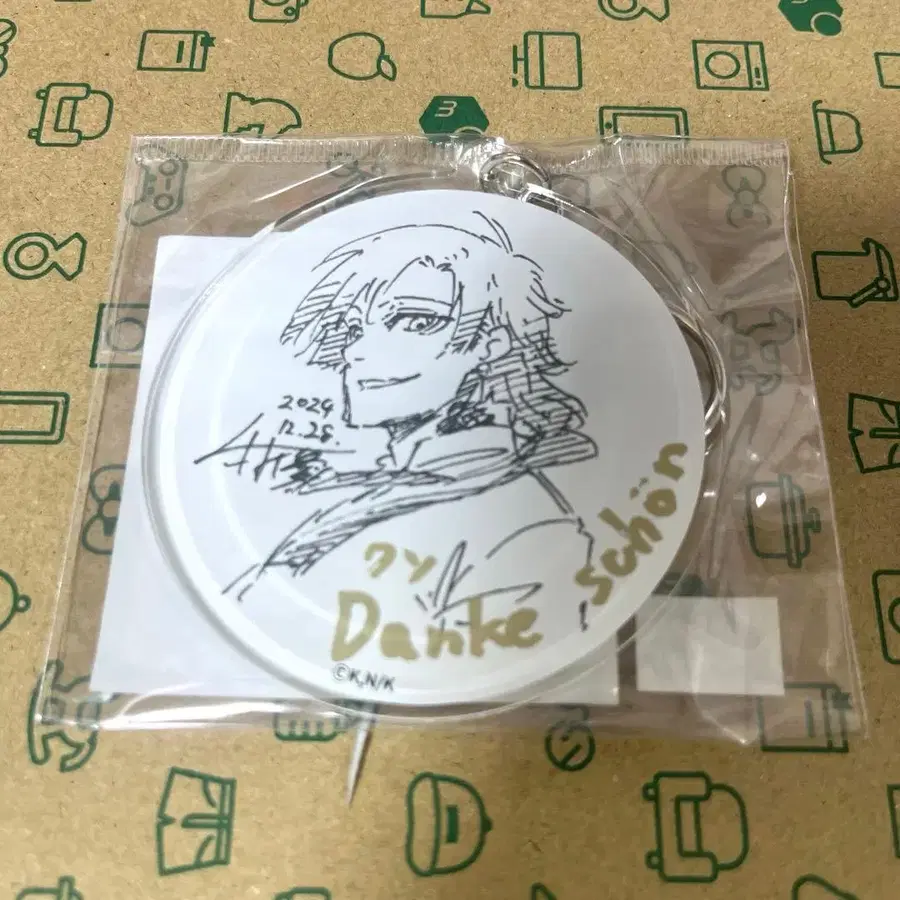 2024
12.28.
クソ
Danke schön
©K,N/K